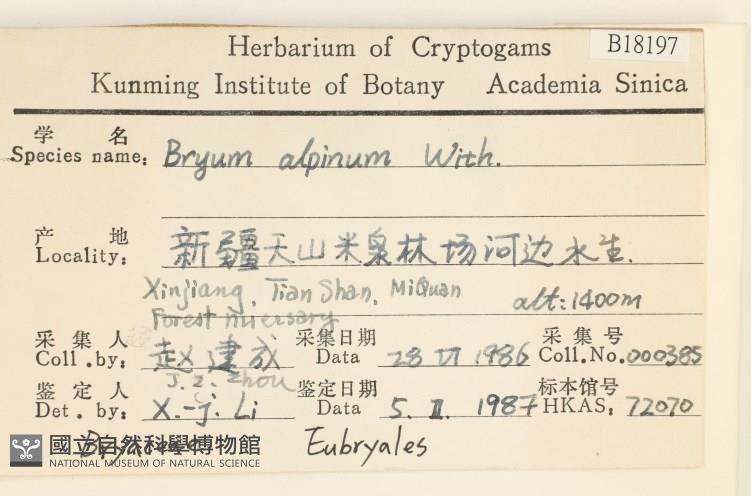 Herbarium of Cryptogams B18197
Kunming Institute of Botany Academia Sinica
学 名
Species name: Bryum alpinum With.
产 地
Locality: 新疆天山米泉林场河边水生.
Xinjiang, Tian Shan, MiQuan alt: 1400m
Forest
采集人 采集日期 采集号
Coll.by: 赵建成 Data 28 VI 1986 Coll.No. 000385
J. Z. Zhou
鉴定人 鉴定日期 标本馆号
Det. by: X.-j. Li Data 5. II. 1987 HKAS: 72070
國立自然科學博物館 Eubryales
NATIONAL MUSEUM OF NATURAL SCIENCE